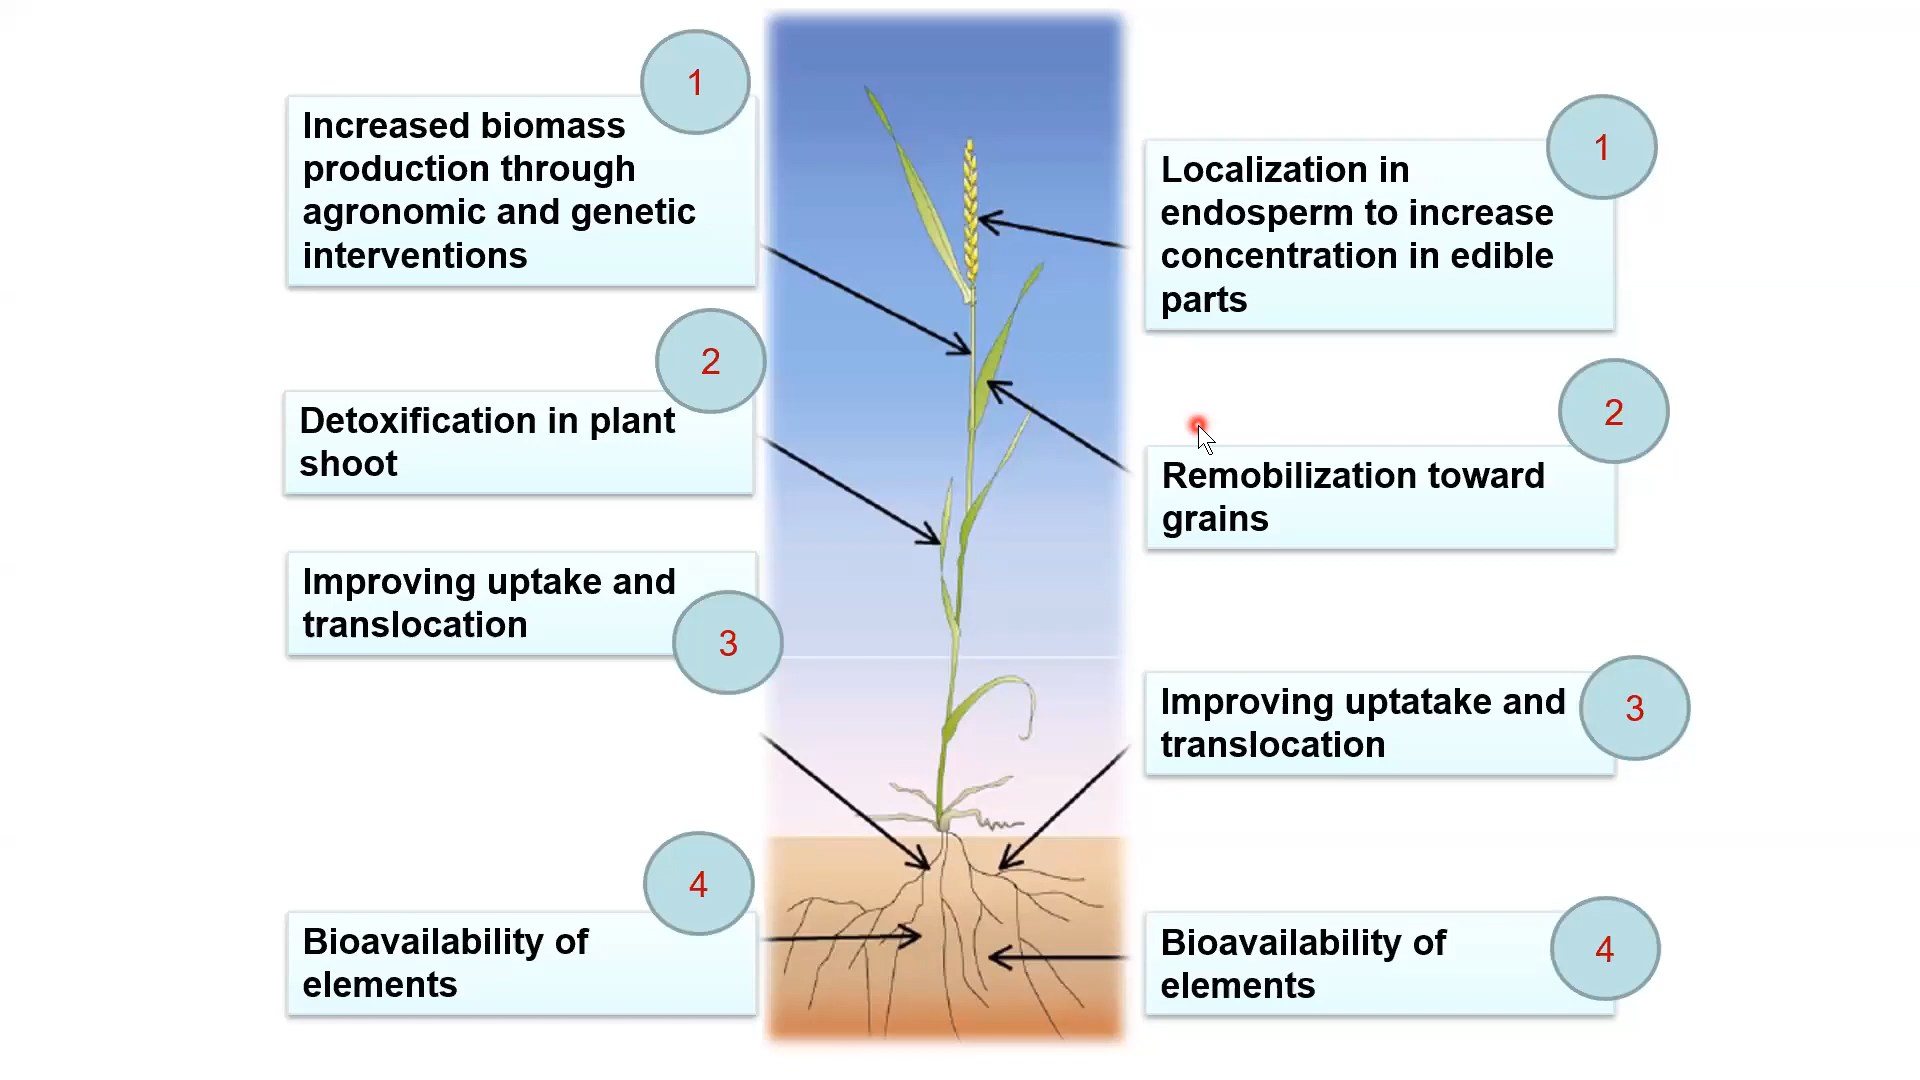 1
Increased biomass
production through
agronomic and genetic
interventions
2
Detoxification in plant
shoot
Improving uptake and
translocation
3
4
Bioavailability of
elements
1
Localization in
endosperm to increase
concentration in edible
parts
2
Remobilization toward
grains
Improving uptatake and
translocation
3
Bioavailability of
elements
4